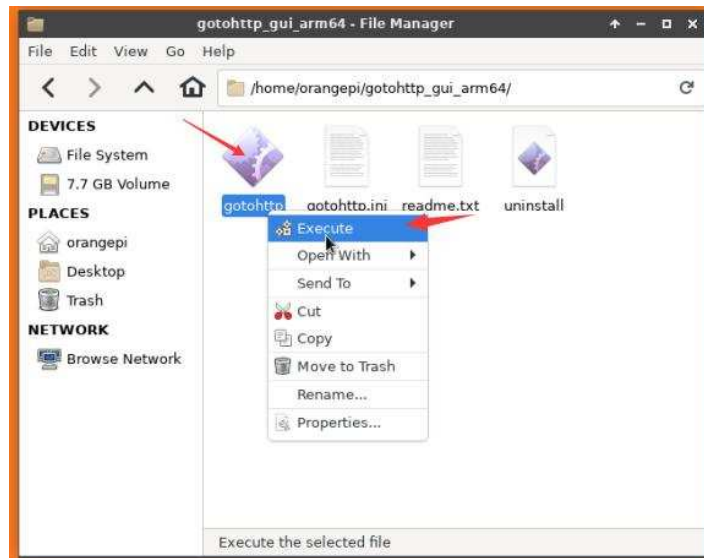 gotohttp_gui_arm64 - File Manager
File Edit View Go Help
/home/orangepi/gotohttp_gui_arm64/
DEVICES
File System
7.7 GB Volume
PLACES
orangepi
Desktop
Trash
NETWORK
Browse Network
gotohttp gotohttp.ini readme.txt uninstall
Execute
Open With
Send To
Cut
Copy
Move to Trash
Rename...
Properties...
Execute the selected file